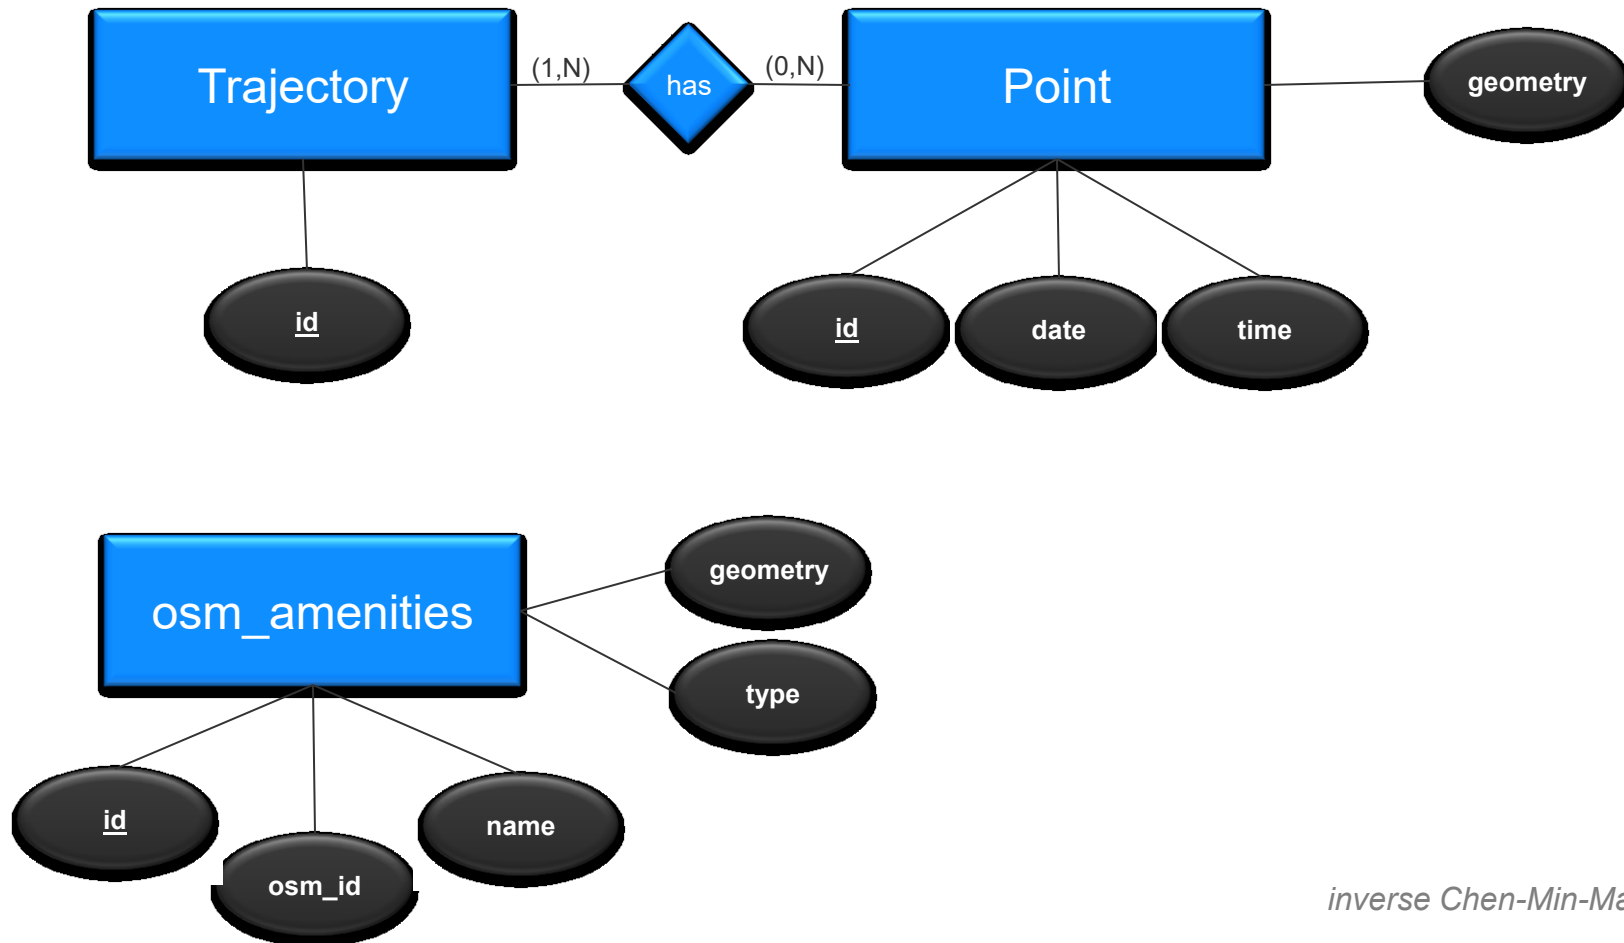 Trajectory
(1,N)
has
(0,N)
Point
geometry
id
id
date
time
osm_amenities
geometry
type
id
osm_id
name
inverse Chen-Min-Ma